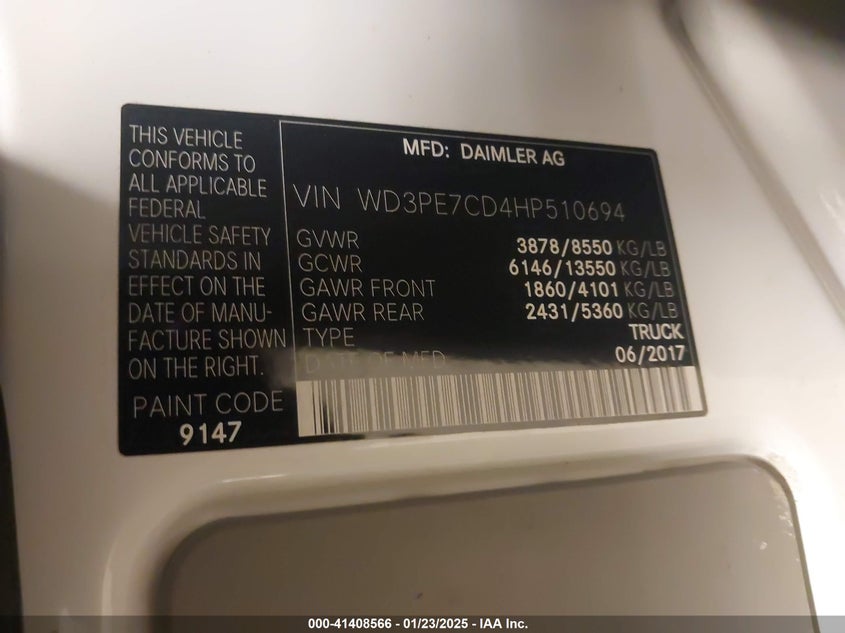 THIS VEHICLE
CONFORMS TO
ALL APPLICABLE
FEDERAL
VEHICLE SAFETY
STANDARDS IN
EFFECT ON THE
DATE OF MANU-
FACTURE SHOWN
ON THE RIGHT.
PAINT CODE
9147
MFD: DAIMLER AG
VIN WD3PE7CD4HP510694
GVWR 3878/8550 KG/LB
GCWR 6146/13550 KG/LB
GAWR FRONT 1860/4101 KG/LB
GAWR REAR 2431/5360 KG/LB
TYPE TRUCK
DATE OF MFD 06/2017
000-41408566 - 01/23/2025 - IAA Inc.